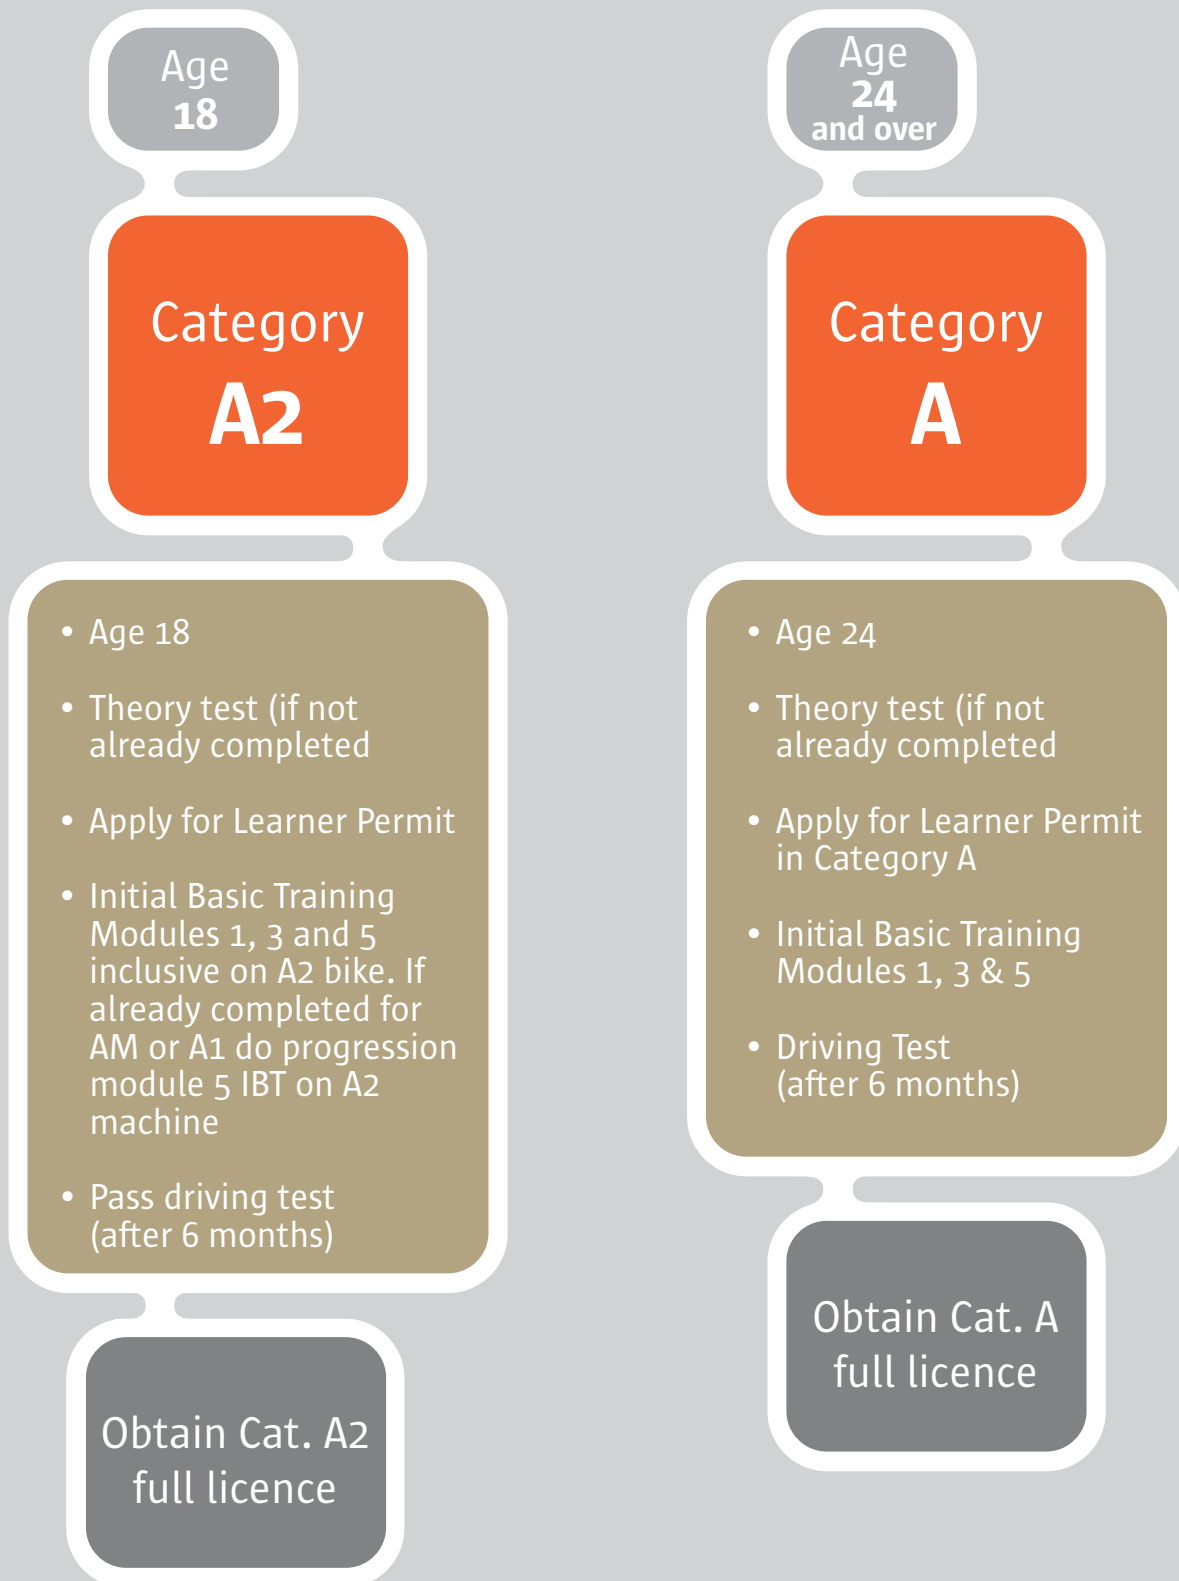 Age
18
Category
A2
• Age 18
• Theory test (if not
already completed
• Apply for Learner Permit
• Initial Basic Training
Modules 1, 3 and 5
inclusive on A2 bike. If
already completed for
AM or A1 do progression
module 5 IBT on A2
machine
• Pass driving test
(after 6 months)
Obtain Cat. A2
full licence
Age
24
and over
Category
A
• Age 24
• Theory test (if not
already completed
• Apply for Learner Permit
in Category A
• Initial Basic Training
Modules 1, 3 & 5
• Driving Test
(after 6 months)
Obtain Cat. A
full licence